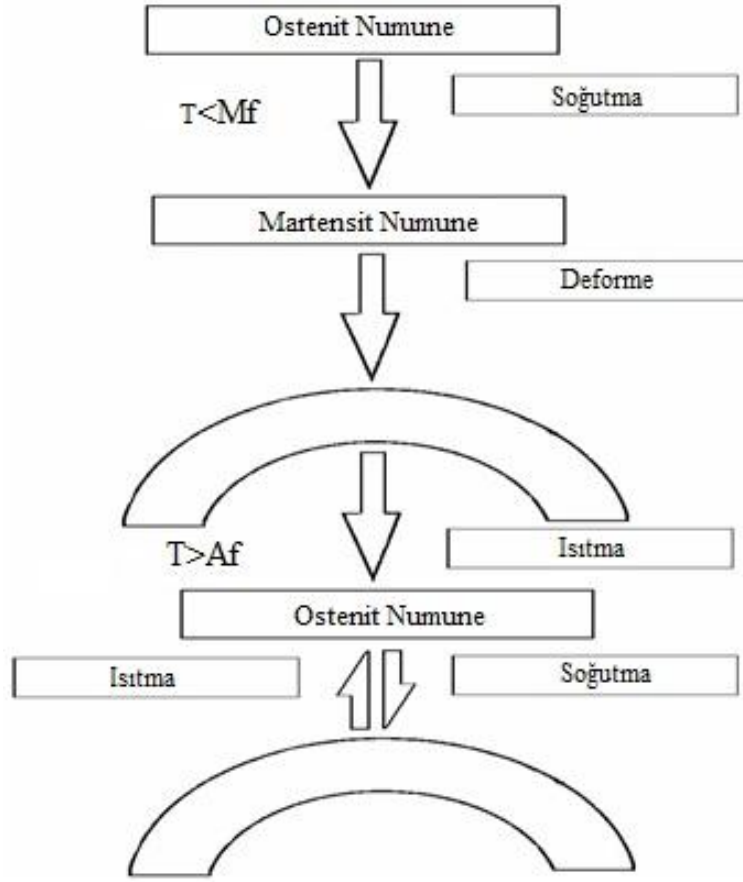 Ostenit Numune
T<Mf
Soğutma
Martensit Numune
Deforme
T>Af
Isıtma
Ostenit Numune
Isıtma
Soğutma